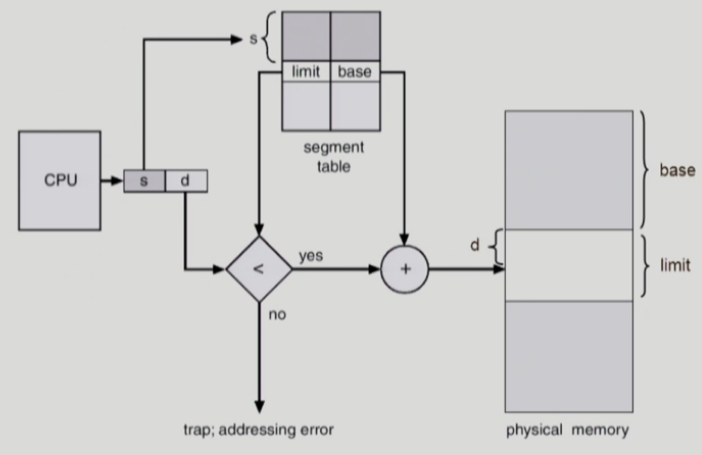 s
limit base
segment
table
CPU
s d
base
d
limit
<
yes
+
no
trap; addressing error
physical memory